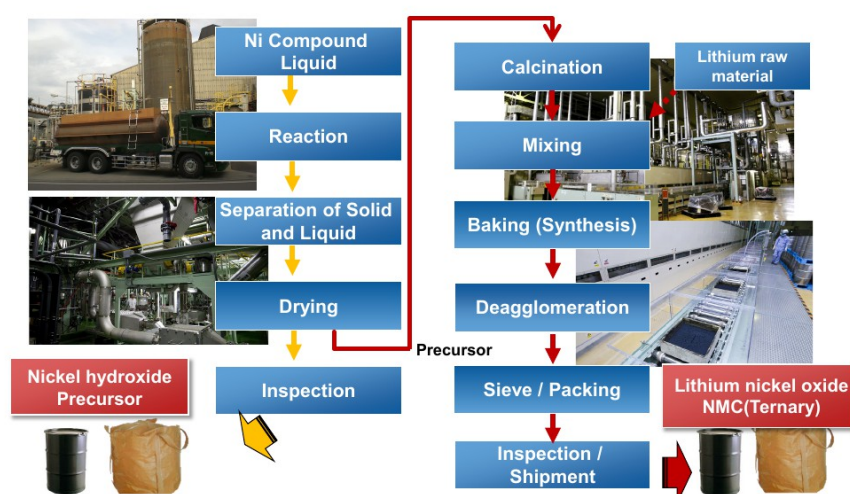 Ni Compound
Liquid
Reaction
Separation of Solid
and Liquid
Drying
Inspection
Nickel hydroxide
Precursor
Precursor
Calcination
Lithium raw
material
Mixing
Baking (Synthesis)
Deagglomeration
Sieve / Packing
Inspection /
Shipment
Lithium nickel oxide
NMC(Ternary)